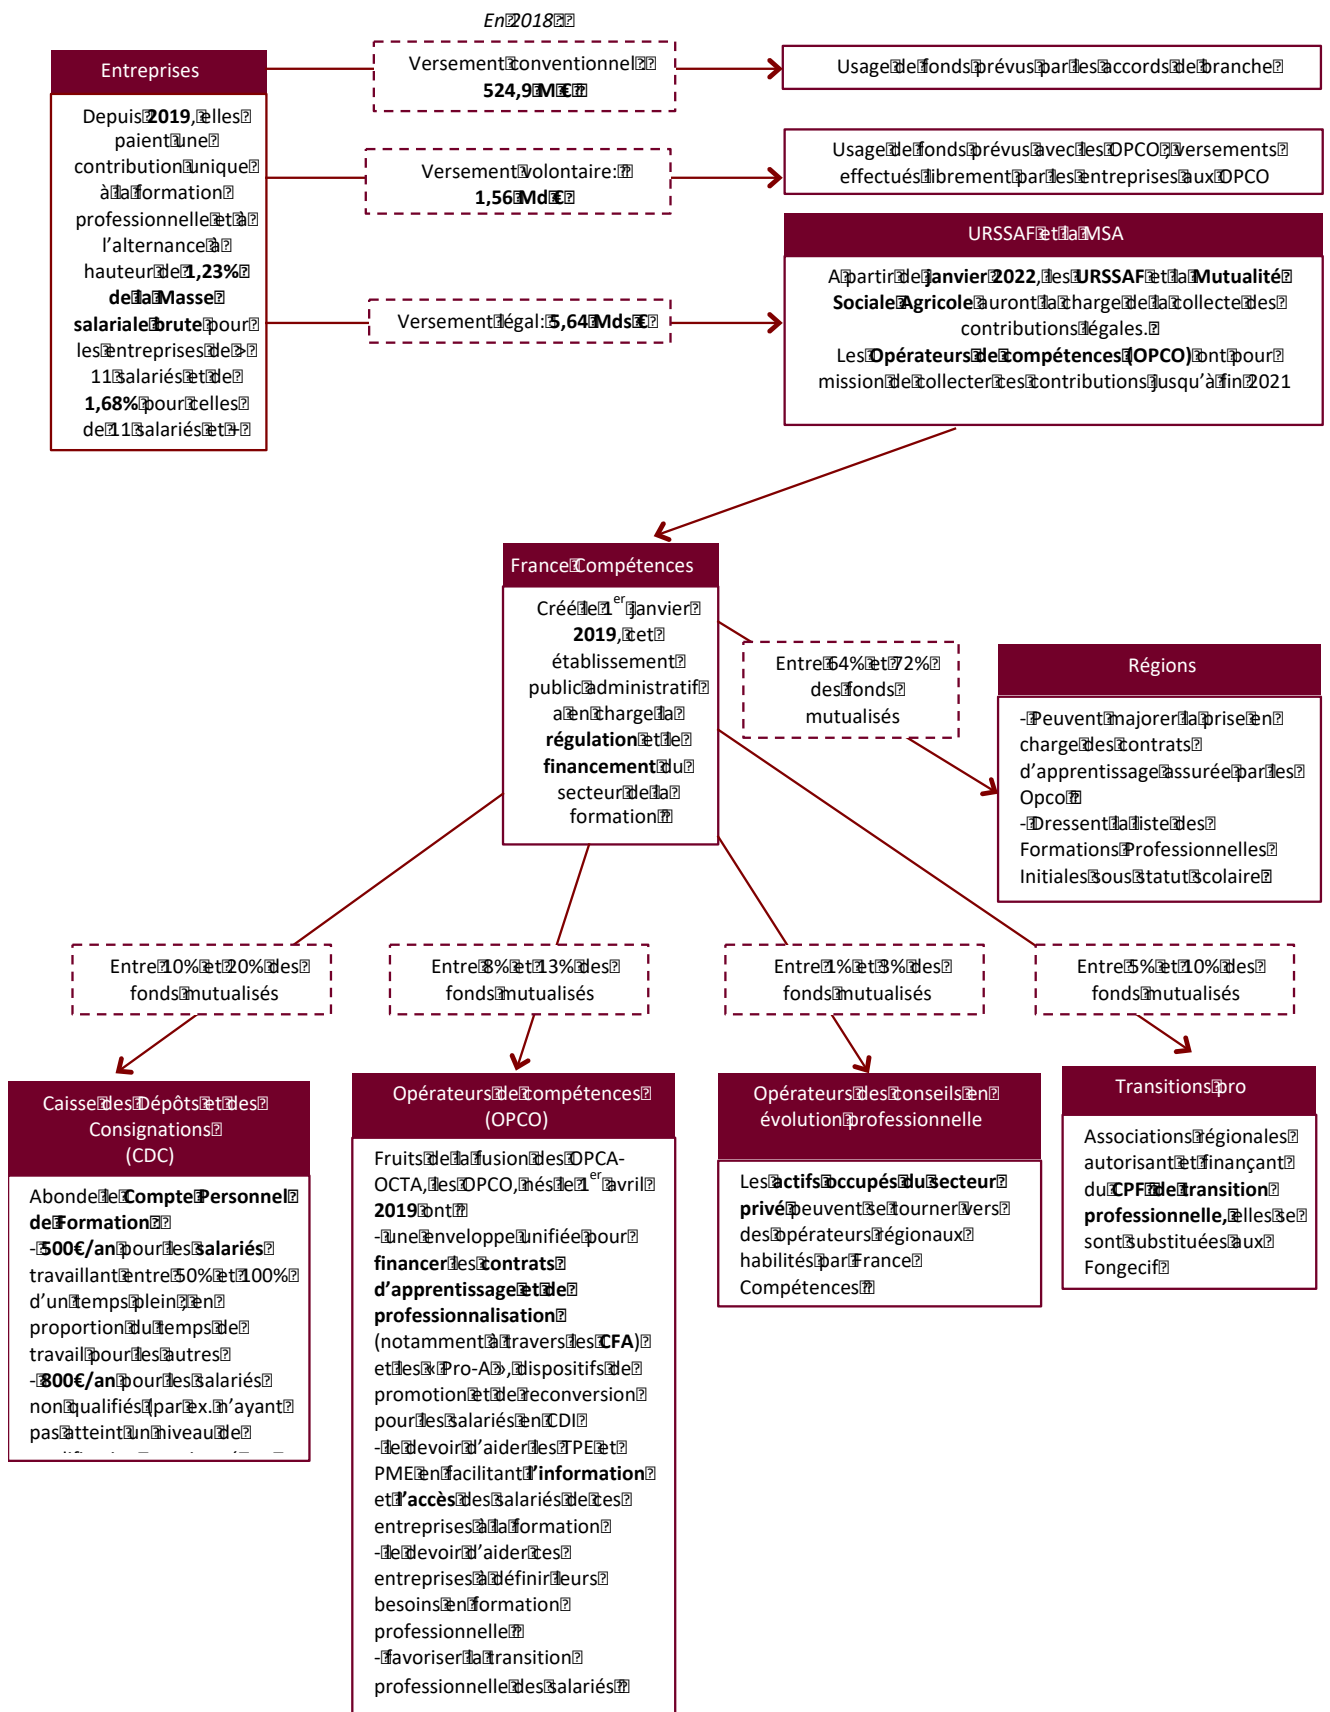 En 2018
Entreprises
Depuis 2019, elles
paient une
contribution unique
à la formation
professionnelle et à
l'alternance à
hauteur de 1,23%
de la Masse
salariale brute pour
les entreprises de >
11 salariés et de
1,68% pour celles
de 11 salariés et +
Versement conventionnel
524,9 M €
Usage de fonds prévus par les accords de branche
Versement volontaire:
1,56 Md €
Usage de fonds prévus avec les OPCO, versements
effectués librement par les entreprises aux OPCO
Versement légal: 5,64 Mds €
URSSAF et la MSA
A partir de janvier 2022, les URSSAF et la Mutualité
Sociale Agricole auront la charge de la collecte des
contributions légales.
Les Opérateurs de compétences (OPCO) ont pour
mission de collecter ces contributions jusqu'à fin 2021
France Compétences
Créé le 1er janvier
2019, cet
établissement
public administratif
a en charge la
régulation et le
financement du
secteur de la
formation
Entre 64% et 72%
des fonds
mutualisés
Régions
- Peuvent majorer la prise en
charge des contrats
d'apprentissage assurée par les
Opco
- Dressent la liste des
Formations Professionnelles
Initiales sous statut scolaire
Entre 10% et 20% des
fonds mutualisés
Entre 8% et 13% des
fonds mutualisés
Entre 1% et 3% des
fonds mutualisés
Entre 5% et 10% des
fonds mutualisés
Caisse des Dépôts et des
Consignations
(CDC)
Abonde le Compte Personnel
de Formation
- 500€/an pour les salariés
travaillant entre 50% et 100%
d'un temps plein, en
proportion du temps de
travail pour les autres
- 800€/an pour les salariés
non qualifiés (par ex. n'ayant
pas atteint un niveau de
Opérateurs de compétences
(OPCO)
Fruits de la fusion des OPCA-
OCTA, les OPCO, nés le 1er avril
2019 ont
- une enveloppe unifiée pour
financer les contrats
d'apprentissage et de
professionnalisation
(notamment à travers les CFA)
et les « Pro-A », dispositifs de
promotion et de reconversion
pour les salariés en CDI
- le devoir d'aider les TPE et
PME en facilitant l'information
et l'accès des salariés de ces
entreprises à la formation
- le devoir d'aider ces
entreprises à définir leurs
besoins en formation
professionnelle
- favoriser la transition
professionnelle des salariés
Opérateurs des conseils en
évolution professionnelle
Les actifs occupés du secteur
privé peuvent se tourner vers
des opérateurs régionaux
habilités par France
Compétences
Transitions pro
Associations régionales
autorisant et finançant
du CPF de transition
professionnelle, elles se
sont substituées aux
Fongecif